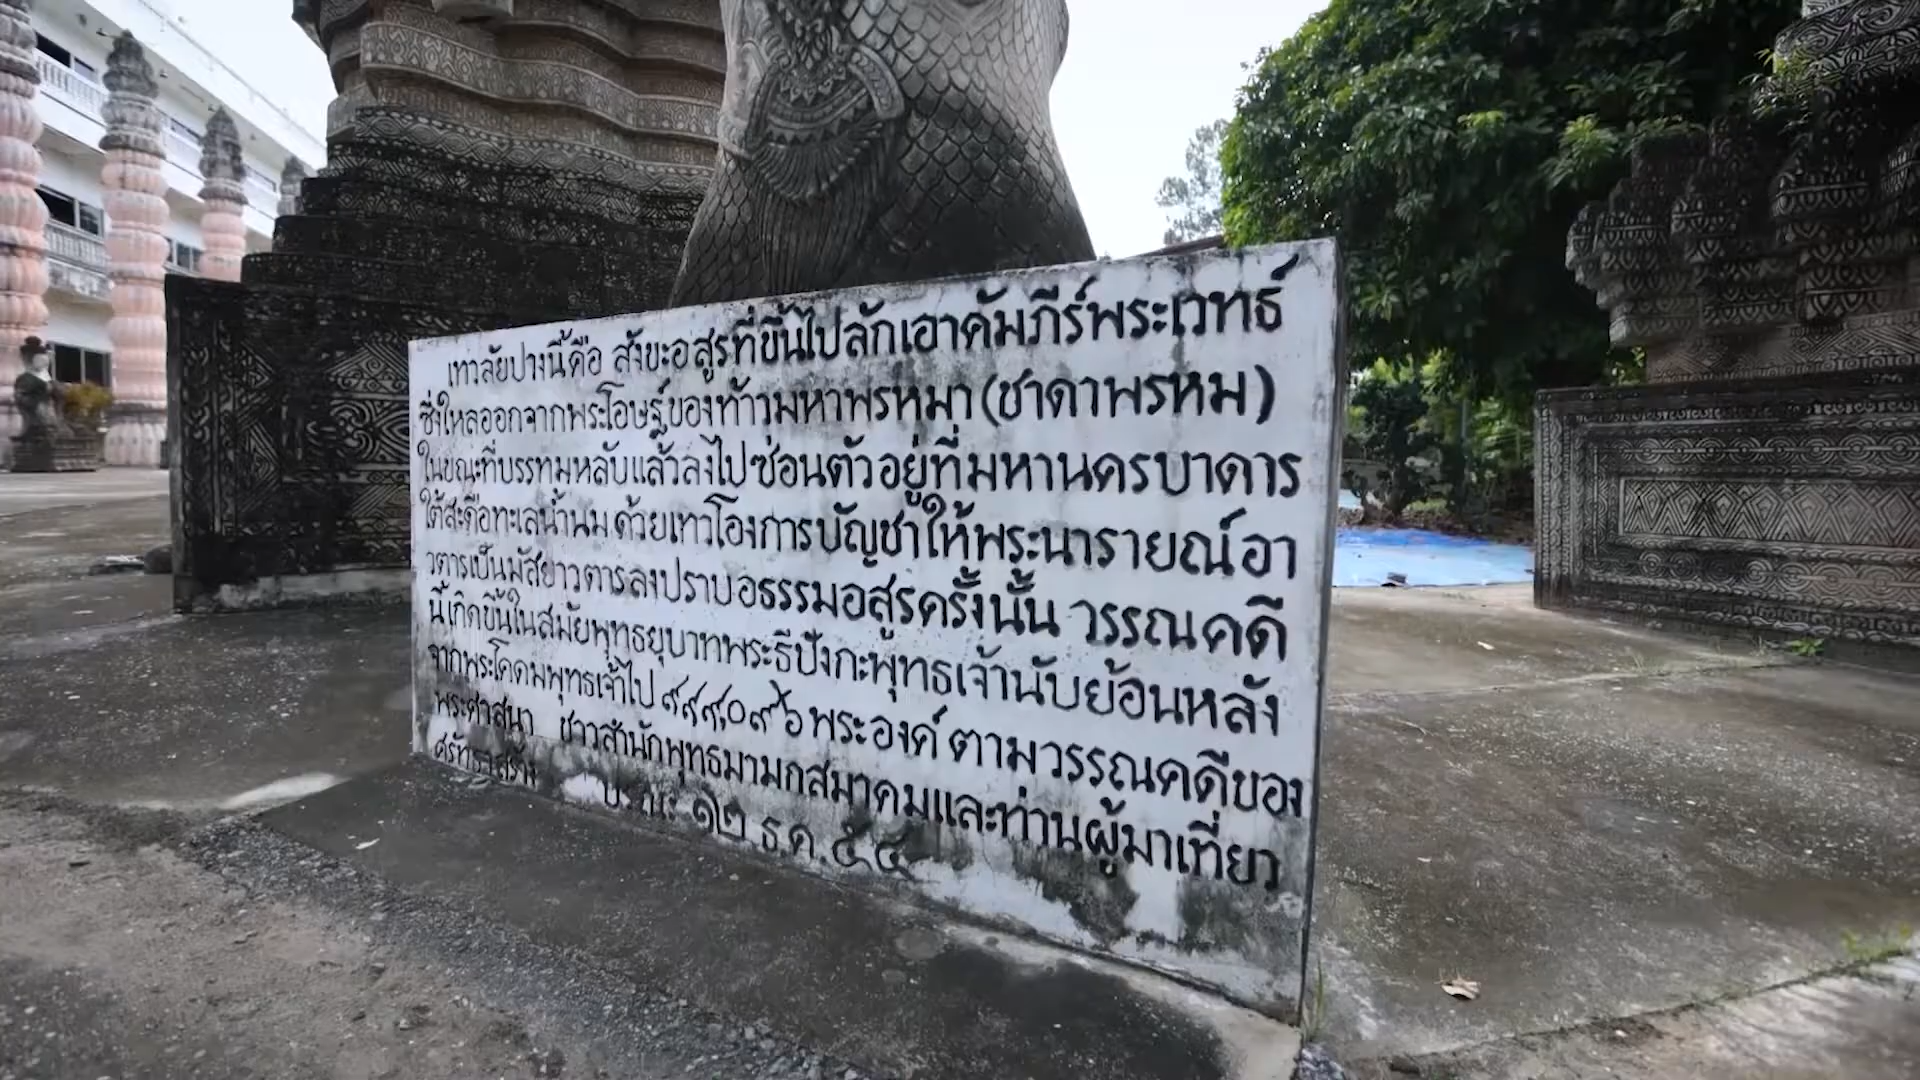 เทวลัยปางนี้คือ สังขะอสูรที่ขึ้นไปลักเอาคัมภีร์พระเวทธ์
ซึ่งไหลออกจากพระโอษฐ์ของท้าวมหาพรหมา (ชาดาพรหม)
ในขณะที่บรรทมหลับแล้วลงไปซ่อนตัวอยู่ที่มหานครบาดาร
ใต้สะดือทะเลน้ำนม ด้วยเทวโองการบัญชาให้พระนารายณ์อา
วตารเป็นมัสยาวตารลงปราบอธรรมอสูรครั้งนั้น วรรณคดี
นี้เกิดขึ้นในสมัยพุทธยุบาทพระธีปังกะพุทธเจ้านับย้อนหลัง
จากพระโคดมพุทธเจ้าไป ๙๙๙๐๙๖ พระองค์ ตามวรรณคดีของ
พระศาสนา ชาวสำนักพุทธมามกสมาคมและท่านผู้มาเที่ยว
ศรัทธาสร้าง ๑๒ ธ.ค. ๕๔